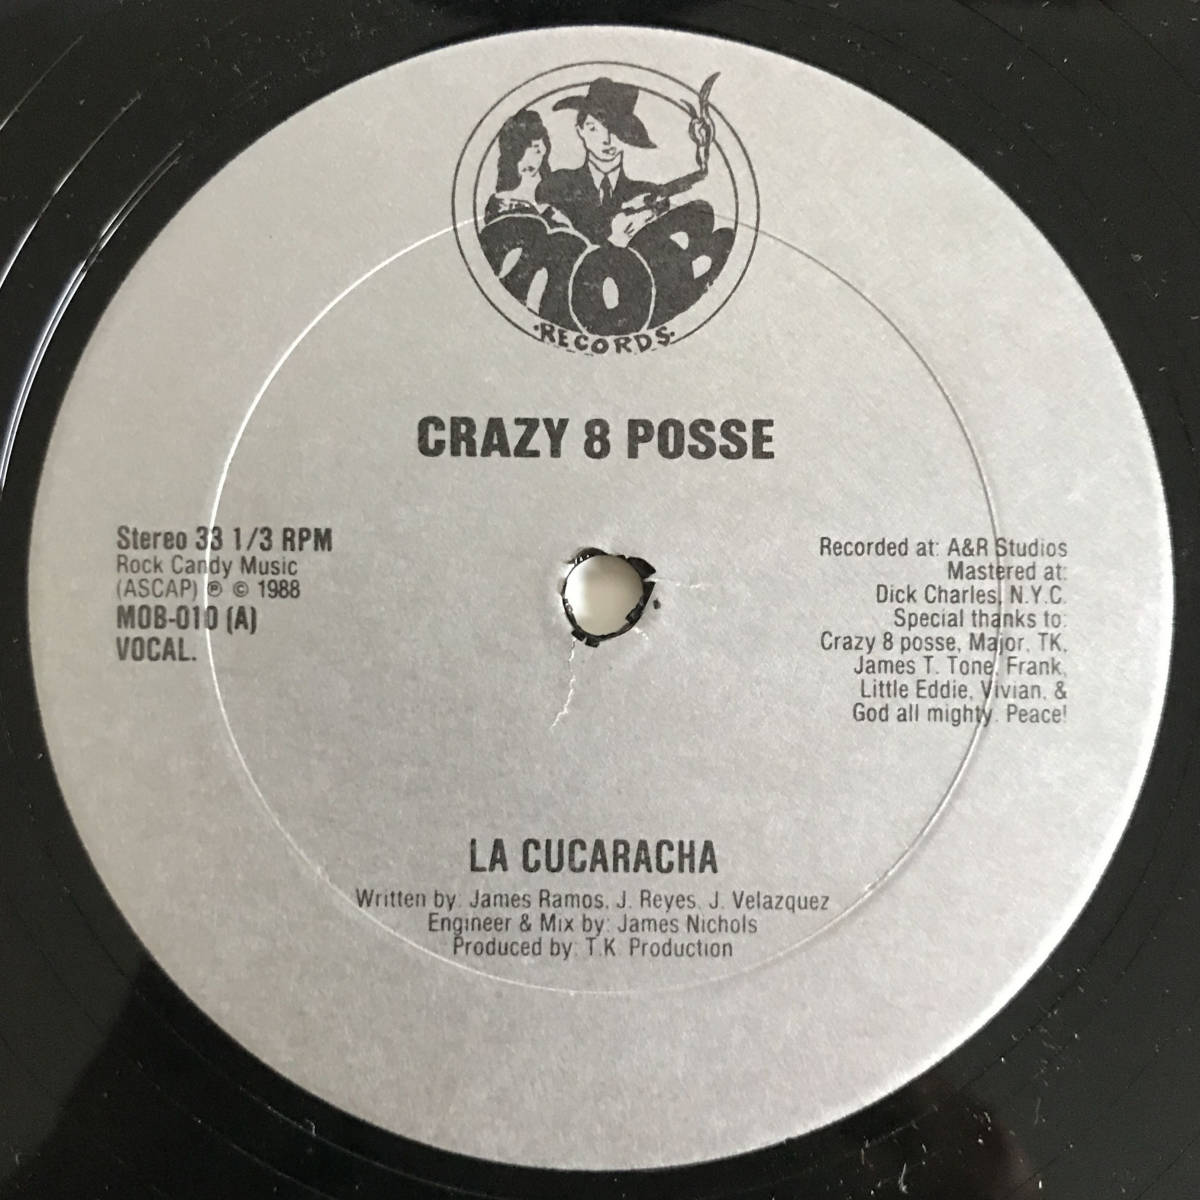 MOB
·RECORDS·
CRAZY 8 POSSE
Stereo 33 1/3 RPM
Rock Candy Music
(ASCAP) ℗ © 1988
MOB-010 (A)
VOCAL.
Recorded at: A&R Studios
Mastered at:
Dick Charles, N.Y.C.
Special thanks to:
Crazy 8 posse, Major, TK,
James T. Tone, Frank,
Little Eddie, Vivian, &
God all mighty. Peace!
LA CUCARACHA
Written by: James Ramos, J. Reyes, J. Velazquez
Engineer & Mix by: James Nichols
Produced by: T.K. Production